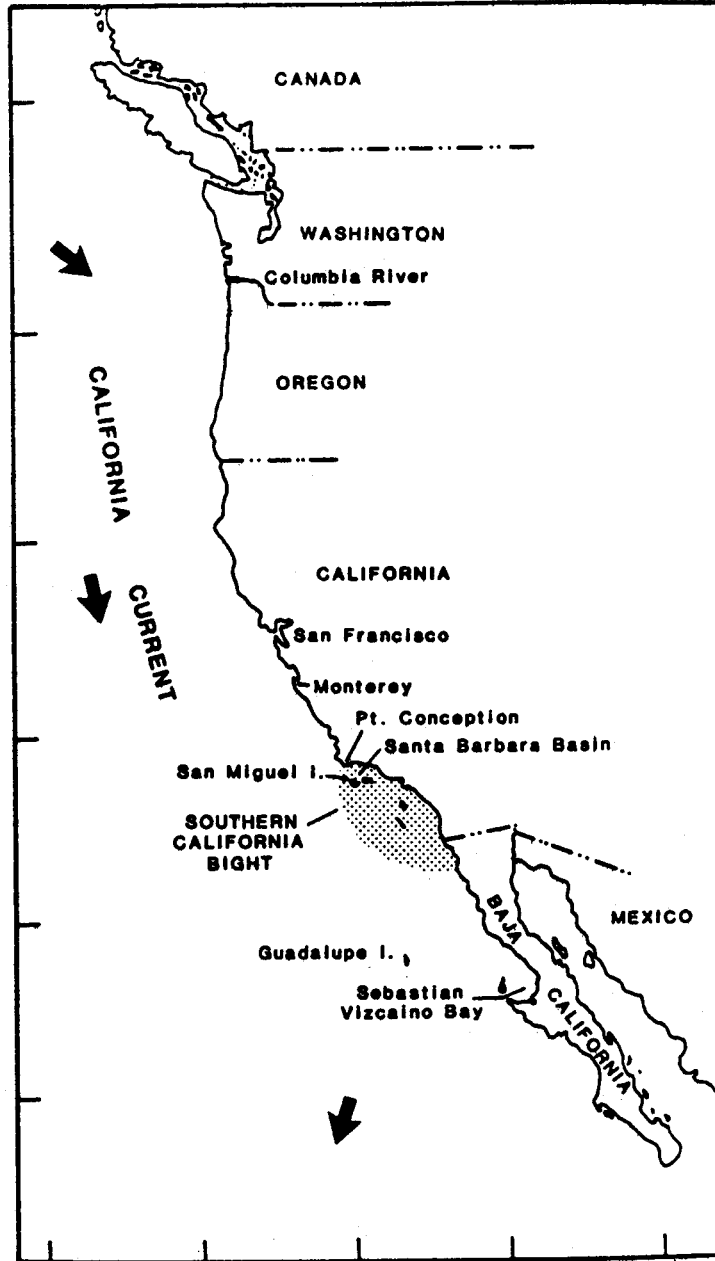 CANADA
WASHINGTON
Columbia River
OREGON
CALIFORNIA
CURRENT
CALIFORNIA
San Francisco
Monterey
Pt. Conception
Santa Barbara Basin
San Miguel I.
SOUTHERN
CALIFORNIA
BIGHT
BAJA
CALIFORNIA
MEXICO
Guadalupe I.
Sebastian
Vizcaino Bay